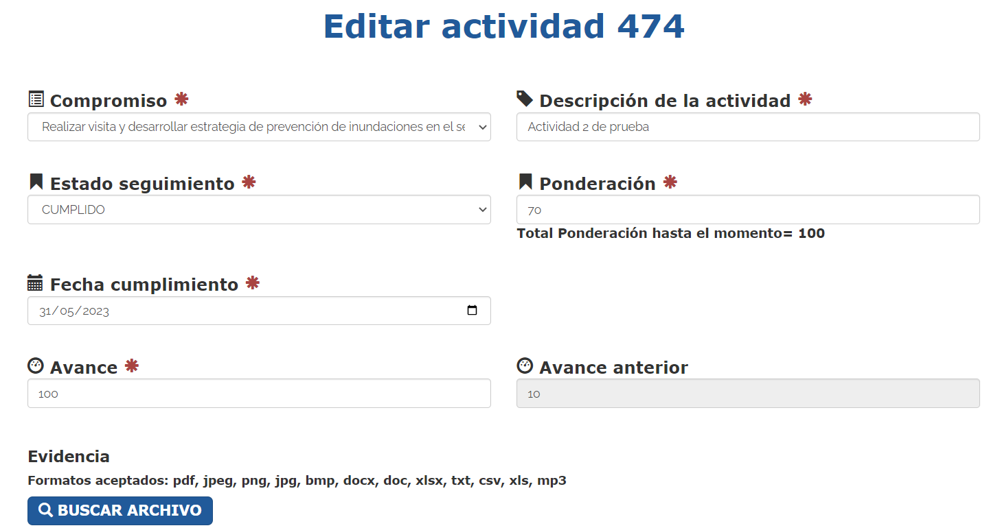 Editar actividad 474
Compromiso
Descripción de la actividad
Realizar visita y desarrollar estrategia de prevención de inundaciones en el se
Actividad 2 de prueba
Estado seguimiento
Ponderación
CUMPLIDO
70
Total Ponderación hasta el momento= 100
Fecha cumplimiento
31/05/2023
Avance
Avance anterior
100
10
Evidencia
Formatos aceptados: pdf, jpeg, png, jpg, bmp, docx, doc, xlsx, txt, csv, xls, mp3
BUSCAR ARCHIVO